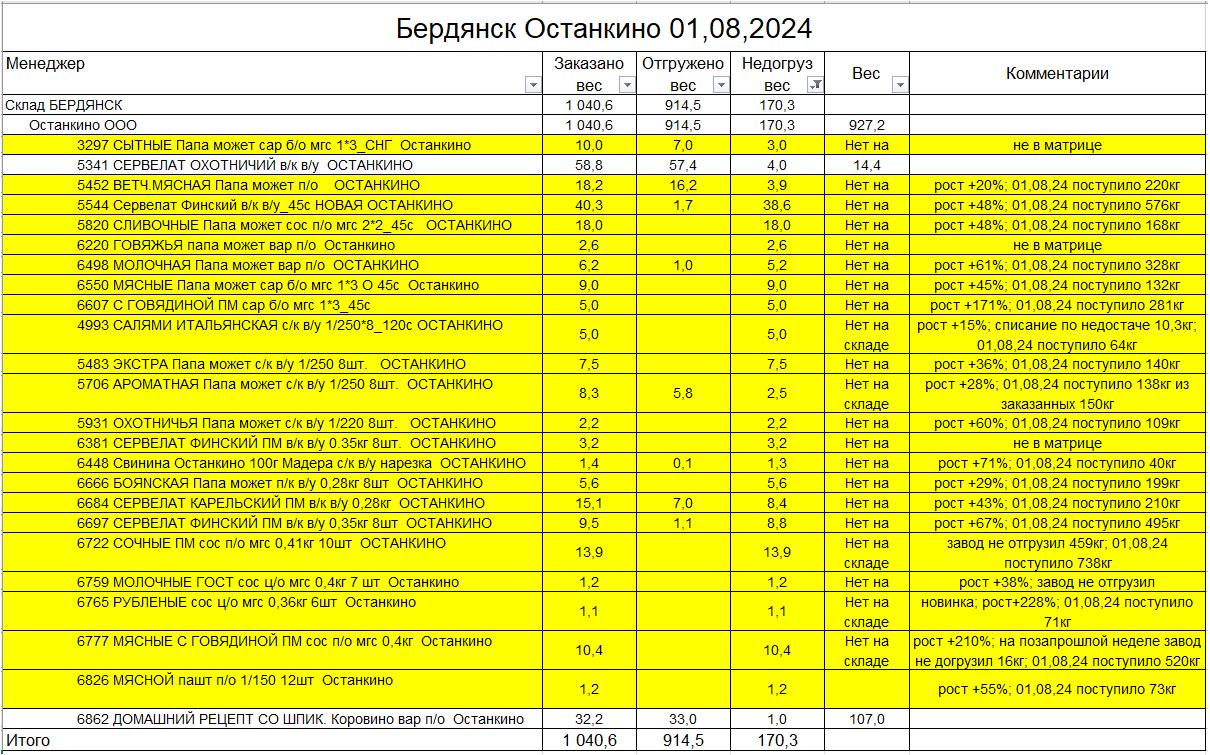 Бердянск Останкино 01,08,2024
Менеджер Заказано вес Отгружено вес Недогруз вес Вес Комментарии
Склад БЕРДЯНСК 1 040,6 914,5 170,3
Останкино ООО 1 040,6 914,5 170,3 927,2
3297 СЫТНЫЕ Папа может сар б/о мгс 1*3_СНГ Останкино 10,0 7,0 3,0 Нет на не в матрице
5341 СЕРВЕЛАТ ОХОТНИЧИЙ в/к в/у ОСТАНКИНО 58,8 57,4 4,0 14,4
5452 ВЕТЧ.МЯСНАЯ Папа может п/о ОСТАНКИНО 18,2 16,2 3,9 Нет на рост +20%; 01,08,24 поступило 220кг
5544 Сервелат Финский в/к в/у_45с НОВАЯ ОСТАНКИНО 40,3 1,7 38,6 Нет на рост +48%; 01,08,24 поступило 576кг
5820 СЛИВОЧНЫЕ Папа может сос п/о мгс 2*2_45с ОСТАНКИНО 18,0 18,0 Нет на рост +48%; 01,08,24 поступило 168кг
6220 ГОВЯЖЬЯ папа может вар п/о Останкино 2,6 2,6 Нет на не в матрице
6498 МОЛОЧНАЯ Папа может вар п/о ОСТАНКИНО 6,2 1,0 5,2 Нет на рост +61%; 01,08,24 поступило 328кг
6550 МЯСНЫЕ Папа может сар б/о мгс 1*3 О 45с Останкино 9,0 9,0 Нет на рост +45%; 01,08,24 поступило 132кг
6607 С ГОВЯДИНОЙ ПМ сар б/о мгс 1*3_45с 5,0 5,0 Нет на рост +171%; 01,08,24 поступило 281кг
4993 САЛЯМИ ИТАЛЬЯНСКАЯ с/к в/у 1/250*8_120с ОСТАНКИНО 5,0 5,0 Нет на складе рост +15%; списание по недостаче 10,3кг; 01,08,24 поступило 64кг
5483 ЭКСТРА Папа может с/к в/у 1/250 8шт. ОСТАНКИНО 7,5 7,5 Нет на рост +36%; 01,08,24 поступило 140кг
5706 АРОМАТНАЯ Папа может с/к в/у 1/250 8шт. ОСТАНКИНО 8,3 5,8 2,5 Нет на складе рост +28%; 01,08,24 поступило 138кг из заказанных 150кг
5931 ОХОТНИЧЬЯ Папа может с/к в/у 1/220 8шт. ОСТАНКИНО 2,2 2,2 Нет на рост +60%; 01,08,24 поступило 109кг
6381 СЕРВЕЛАТ ФИНСКИЙ ПМ в/к в/у 0.35кг 8шт. ОСТАНКИНО 3,2 3,2 Нет на не в матрице
6448 Свинина Останкино 100г Мадера с/к в/у нарезка ОСТАНКИНО 1,4 0,1 1,3 Нет на рост +71%; 01,08,24 поступило 40кг
6666 БОЯNСКАЯ Папа может п/к в/у 0,28кг 8шт ОСТАНКИНО 5,6 5,6 Нет на рост +29%; 01,08,24 поступило 199кг
6684 СЕРВЕЛАТ КАРЕЛЬСКИЙ ПМ в/к в/у 0,28кг ОСТАНКИНО 15,1 7,0 8,4 Нет на рост +43%; 01,08,24 поступило 210кг
6697 СЕРВЕЛАТ ФИНСКИЙ ПМ в/к в/у 0,35кг 8шт ОСТАНКИНО 9,5 1,1 8,8 Нет на рост +67%; 01,08,24 поступило 495кг
6722 СОЧНЫЕ ПМ сос п/о мгс 0,41кг 10шт ОСТАНКИНО 13,9 13,9 Нет на складе завод не отгрузил 459кг; 01,08,24 поступило 738кг
6759 МОЛОЧНЫЕ ГОСТ сос ц/о мгс 0,4кг 7 шт Останкино 1,2 1,2 Нет на рост +38%; завод не отгрузил
6765 РУБЛЕНЫЕ сос ц/о мгс 0,36кг 6шт Останкино 1,1 1,1 Нет на складе новинка; рост+228%; 01,08,24 поступило 71кг
6777 МЯСНЫЕ С ГОВЯДИНОЙ ПМ сос п/о мгс 0,4кг Останкино 10,4 10,4 Нет на складе рост +210%; на позапрошлой неделе завод не догрузил 16кг; 01,08,24 поступило 520кг
6826 МЯСНОЙ пашт п/о 1/150 12шт Останкино 1,2 1,2 рост +55%; 01,08,24 поступило 73кг
6862 ДОМАШНИЙ РЕЦЕПТ СО ШПИК. Коровино вар п/о Останкино 32,2 33,0 1,0 107,0
Итого 1 040,6 914,5 170,3